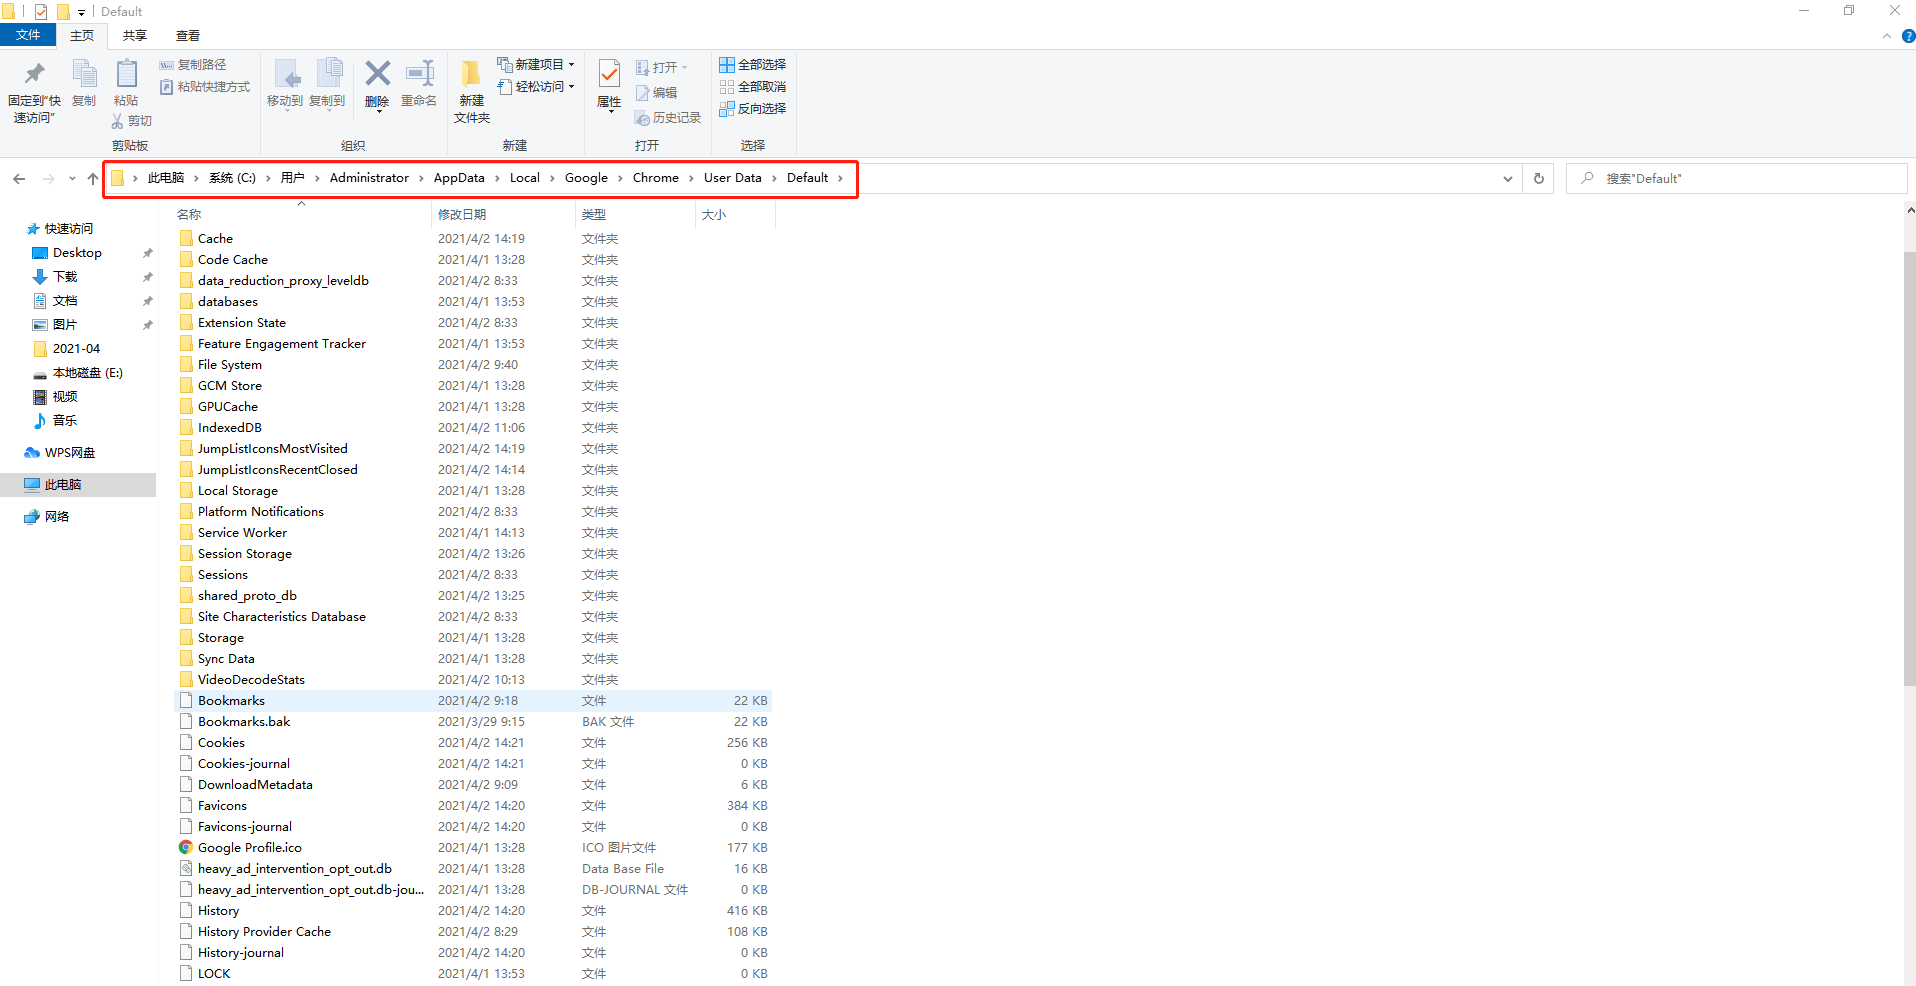 Default
文件 主页 共享 查看
固定到"快速访问"
复制
粘贴
复制路径
粘贴快捷方式
剪切
剪贴板
移动到
复制到
删除
重命名
组织
新建文件夹
新建项目
轻松访问
新建
属性
打开
编辑
历史记录
打开
全部选择
全部取消
反向选择
选择
此电脑 › 系统 (C:) › 用户 › Administrator › AppData › Local › Google › Chrome › User Data › Default ›
搜索"Default"
快速访问
Desktop
下载
文档
图片
2021-04
本地磁盘 (E:)
视频
音乐
WPS网盘
此电脑
网络
名称 修改日期 类型 大小
Cache 2021/4/2 14:19 文件夹
Code Cache 2021/4/1 13:28 文件夹
data_reduction_proxy_leveldb 2021/4/2 8:33 文件夹
databases 2021/4/1 13:53 文件夹
Extension State 2021/4/2 8:33 文件夹
Feature Engagement Tracker 2021/4/1 13:53 文件夹
File System 2021/4/2 9:40 文件夹
GCM Store 2021/4/1 13:28 文件夹
GPUCache 2021/4/1 13:28 文件夹
IndexedDB 2021/4/2 11:06 文件夹
JumpListIconsMostVisited 2021/4/2 14:19 文件夹
JumpListIconsRecentClosed 2021/4/2 14:14 文件夹
Local Storage 2021/4/1 13:28 文件夹
Platform Notifications 2021/4/2 8:33 文件夹
Service Worker 2021/4/1 14:13 文件夹
Session Storage 2021/4/2 13:26 文件夹
Sessions 2021/4/2 8:33 文件夹
shared_proto_db 2021/4/2 13:25 文件夹
Site Characteristics Database 2021/4/2 8:33 文件夹
Storage 2021/4/1 13:28 文件夹
Sync Data 2021/4/1 13:28 文件夹
VideoDecodeStats 2021/4/2 10:13 文件夹
Bookmarks 2021/4/2 9:18 文件 22 KB
Bookmarks.bak 2021/3/29 9:15 BAK 文件 22 KB
Cookies 2021/4/2 14:21 文件 256 KB
Cookies-journal 2021/4/2 14:21 文件 0 KB
DownloadMetadata 2021/4/2 9:09 文件 6 KB
Favicons 2021/4/2 14:20 文件 384 KB
Favicons-journal 2021/4/2 14:20 文件 0 KB
Google Profile.ico 2021/4/1 13:28 ICO 图片文件 177 KB
heavy_ad_intervention_opt_out.db 2021/4/1 13:28 Data Base File 16 KB
heavy_ad_intervention_opt_out.db-jou... 2021/4/1 13:28 DB-JOURNAL 文件 0 KB
History 2021/4/2 14:20 文件 416 KB
History Provider Cache 2021/4/2 8:29 文件 108 KB
History-journal 2021/4/2 14:20 文件 0 KB
LOCK 2021/4/1 13:53 文件 0 KB